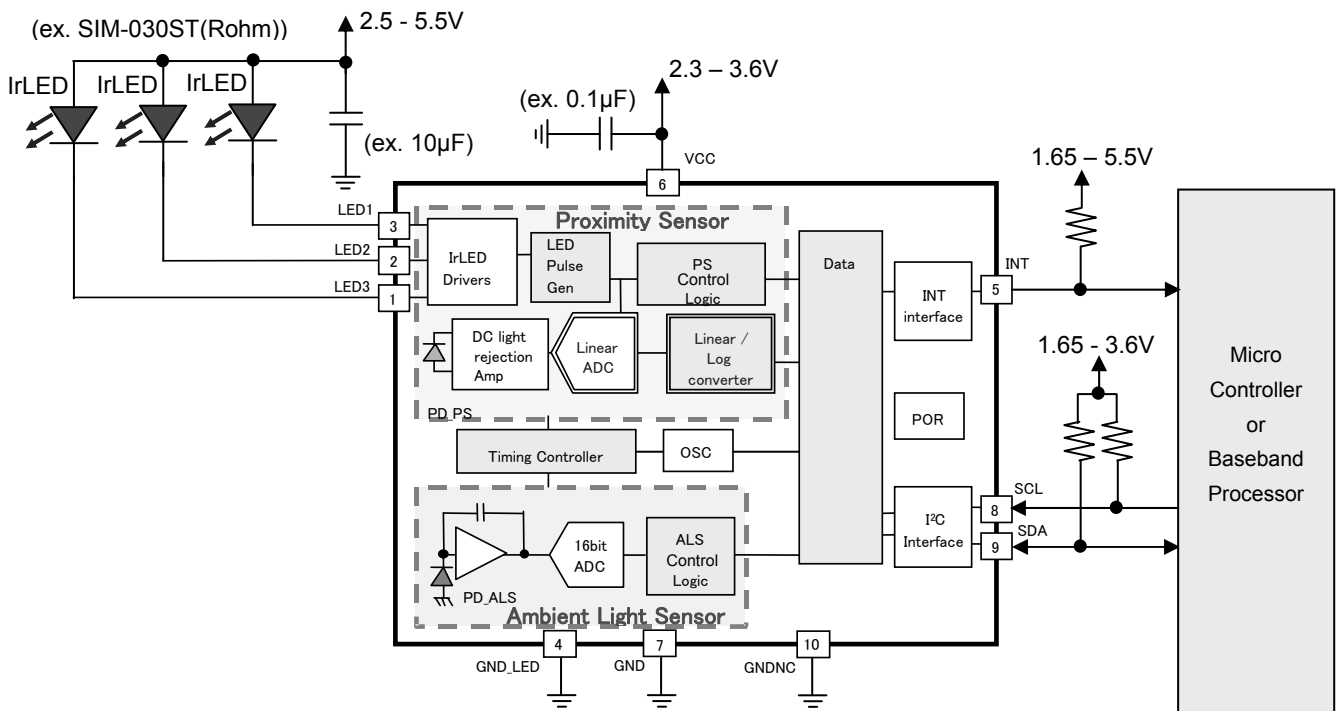 (ex. SIM-030ST(Rohm))
2.5 - 5.5V
IrLED
IrLED
IrLED
(ex. 10µF)
2.3 – 3.6V
(ex. 0.1µF)
VCC
6
1.65 – 5.5V
LED1
3
LED2
2
LED3
1
Proximity Sensor
IrLED
Drivers
LED
Pulse
Gen
PS
Control
Logic
DC light
rejection
Amp
Linear
ADC
Linear /
Log
converter
PD_PS
Data
INT
interface
INT
5
1.65 - 3.6V
POR
Timing Controller
OSC
I²C
Interface
SCL
8
SDA
9
16bit
ADC
ALS
Control
Logic
PD_ALS
Ambient Light Sensor
4
GND_LED
7
GND
10
GNDNC
Micro
Controller
or
Baseband
Processor